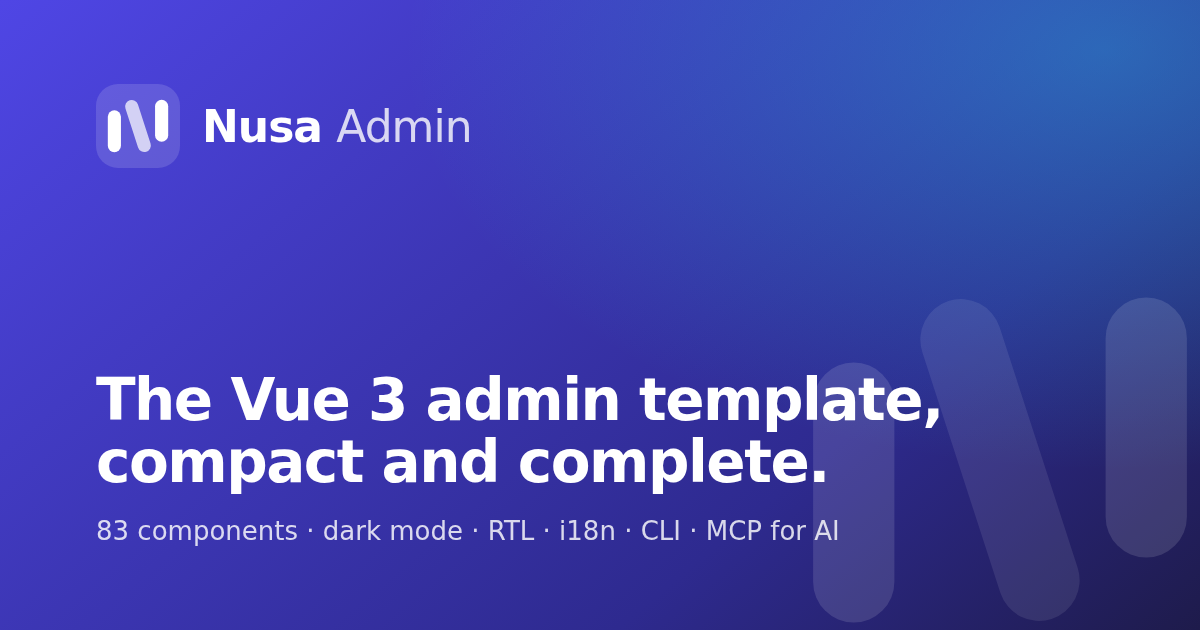 Nusa Admin
The Vue 3 admin template,
compact and complete.
83 components · dark mode · RTL · i18n · CLI · MCP for AI